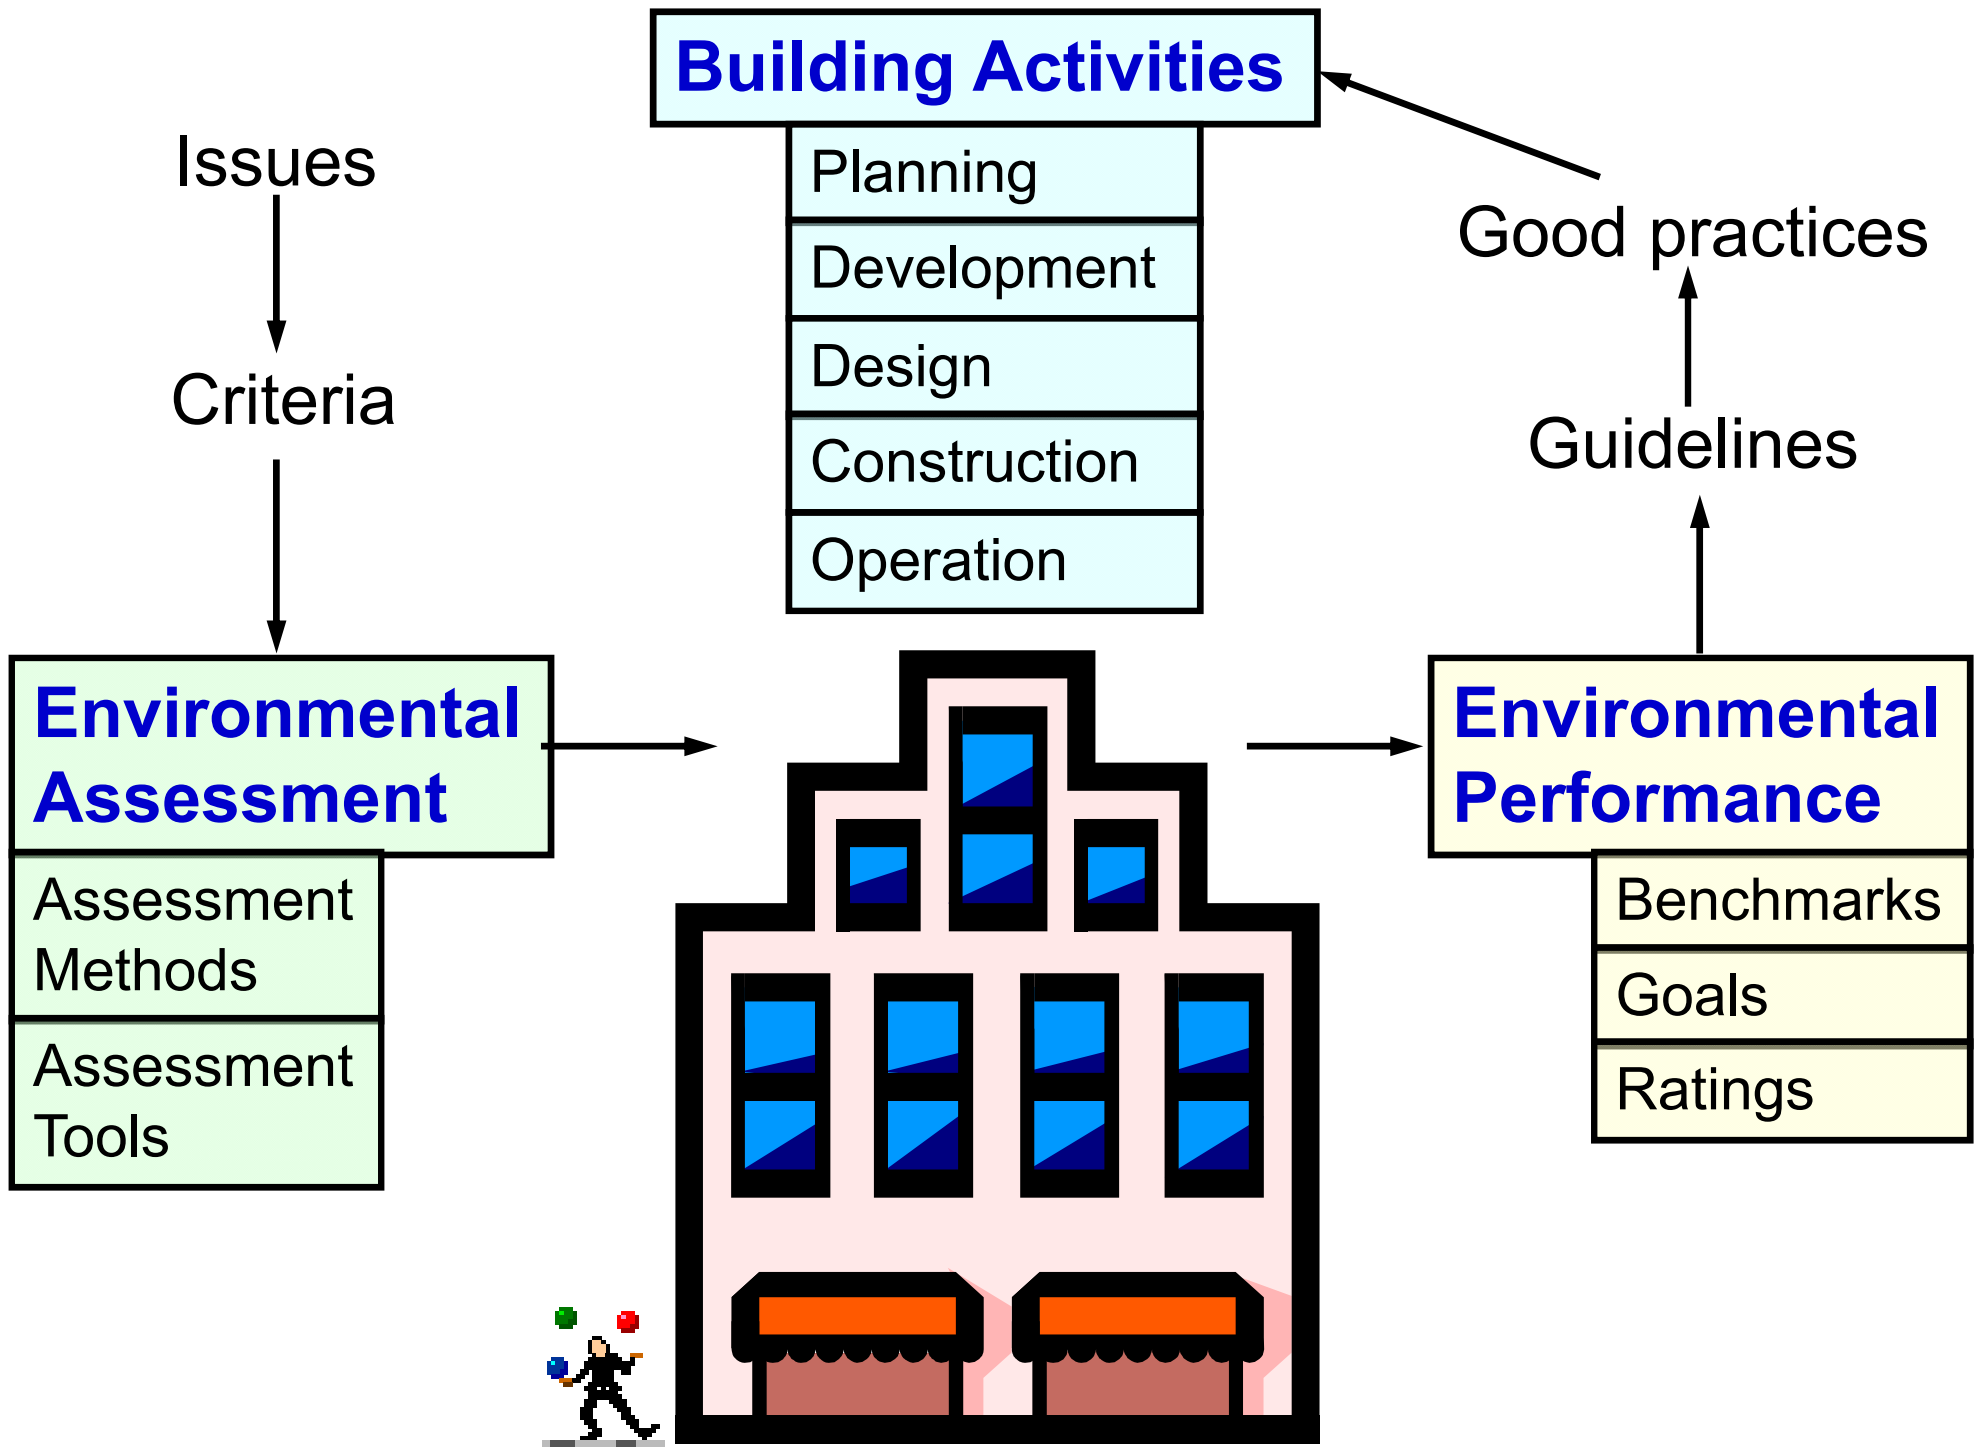 Building Activities
Planning
Development
Design
Construction
Operation
Issues
Criteria
Environmental
Assessment
Assessment
Methods
Assessment
Tools
Good practices
Guidelines
Environmental
Performance
Benchmarks
Goals
Ratings